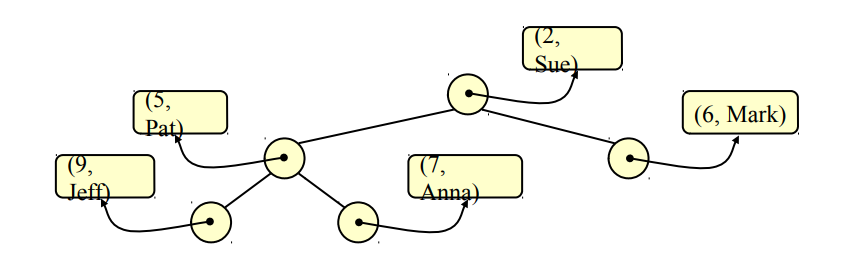 (2,
Sue)
(5,
Pat)
(6, Mark)
(9,
Jeff)
(7,
Anna)